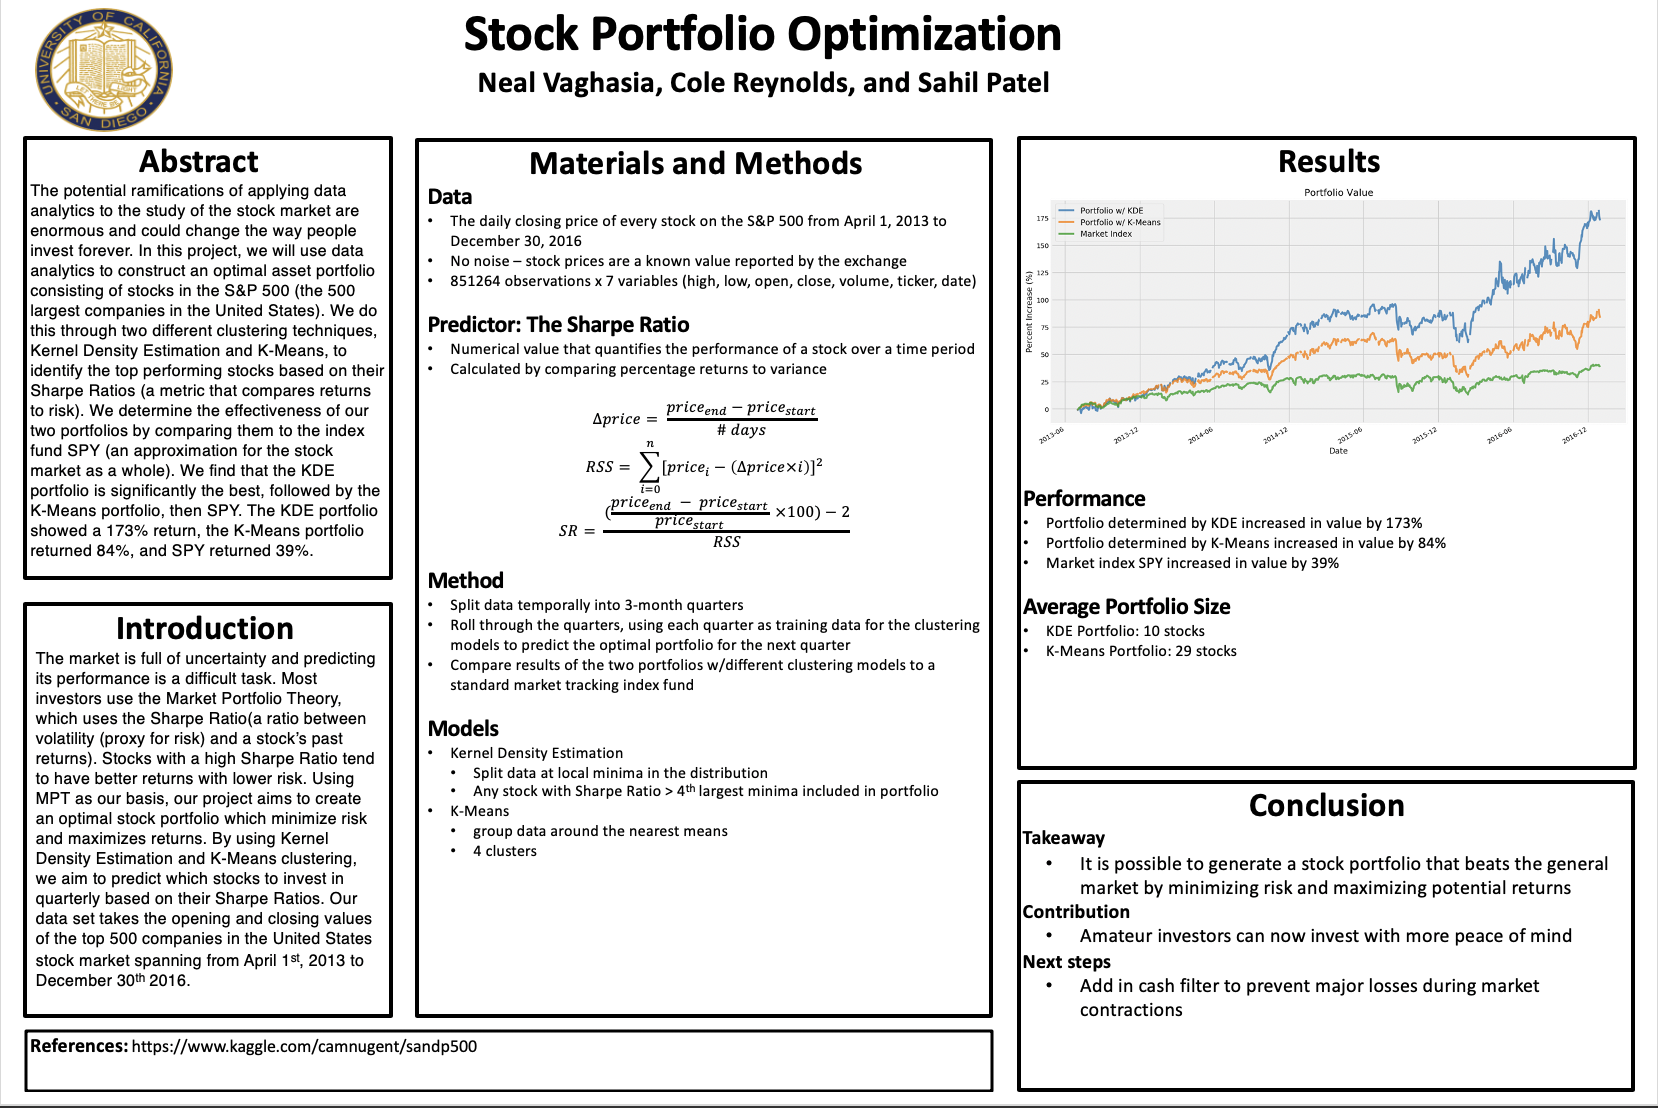 UNIVERSITY OF CALIFORNIA
SAN DIEGO
LET THERE BE LIGHT
Stock Portfolio Optimization
Neal Vaghasia, Cole Reynolds, and Sahil Patel
Abstract
The potential ramifications of applying data
analytics to the study of the stock market are
enormous and could change the way people
invest forever. In this project, we will use data
analytics to construct an optimal asset portfolio
consisting of stocks in the S&P 500 (the 500
largest companies in the United States). We do
this through two different clustering techniques,
Kernel Density Estimation and K-Means, to
identify the top performing stocks based on their
Sharpe Ratios (a metric that compares returns
to risk). We determine the effectiveness of our
two portfolios by comparing them to the index
fund SPY (an approximation for the stock
market as a whole). We find that the KDE
portfolio is significantly the best, followed by the
K-Means portfolio, then SPY. The KDE portfolio
showed a 173% return, the K-Means portfolio
returned 84%, and SPY returned 39%.
Introduction
The market is full of uncertainty and predicting
its performance is a difficult task. Most
investors use the Market Portfolio Theory,
which uses the Sharpe Ratio(a ratio between
volatility (proxy for risk) and a stock’s past
returns). Stocks with a high Sharpe Ratio tend
to have better returns with lower risk. Using
MPT as our basis, our project aims to create
an optimal stock portfolio which minimize risk
and maximizes returns. By using Kernel
Density Estimation and K-Means clustering,
we aim to predict which stocks to invest in
quarterly based on their Sharpe Ratios. Our
data set takes the opening and closing values
of the top 500 companies in the United States
stock market spanning from April 1st, 2013 to
December 30th 2016.
References: https://www.kaggle.com/camnugent/sandp500
Materials and Methods
Data
• The daily closing price of every stock on the S&P 500 from April 1, 2013 to
December 30, 2016
• No noise – stock prices are a known value reported by the exchange
• 851264 observations x 7 variables (high, low, open, close, volume, ticker, date)
Predictor: The Sharpe Ratio
• Numerical value that quantifies the performance of a stock over a time period
• Calculated by comparing percentage returns to variance
Δprice = (price_end − price_start) / # days
RSS = ∑_{i=0}^{n} [price_i − (Δprice×i)]²
SR = ((price_end − price_start) / price_start ×100) − 2 / RSS
Method
• Split data temporally into 3-month quarters
• Roll through the quarters, using each quarter as training data for the clustering
models to predict the optimal portfolio for the next quarter
• Compare results of the two portfolios w/different clustering models to a
standard market tracking index fund
Models
• Kernel Density Estimation
• Split data at local minima in the distribution
• Any stock with Sharpe Ratio > 4th largest minima included in portfolio
• K-Means
• group data around the nearest means
• 4 clusters
Results
Portfolio Value
Portfolio w/ KDE
Portfolio w/ K-Means
Market Index
Percent Increase (%)
175
150
125
100
75
50
25
0
2013-06
2013-12
2014-06
2014-12
2015-06
2015-12
2016-06
2016-12
Date
Performance
• Portfolio determined by KDE increased in value by 173%
• Portfolio determined by K-Means increased in value by 84%
• Market index SPY increased in value by 39%
Average Portfolio Size
• KDE Portfolio: 10 stocks
• K-Means Portfolio: 29 stocks
Conclusion
Takeaway
• It is possible to generate a stock portfolio that beats the general
market by minimizing risk and maximizing potential returns
Contribution
• Amateur investors can now invest with more peace of mind
Next steps
• Add in cash filter to prevent major losses during market
contractions